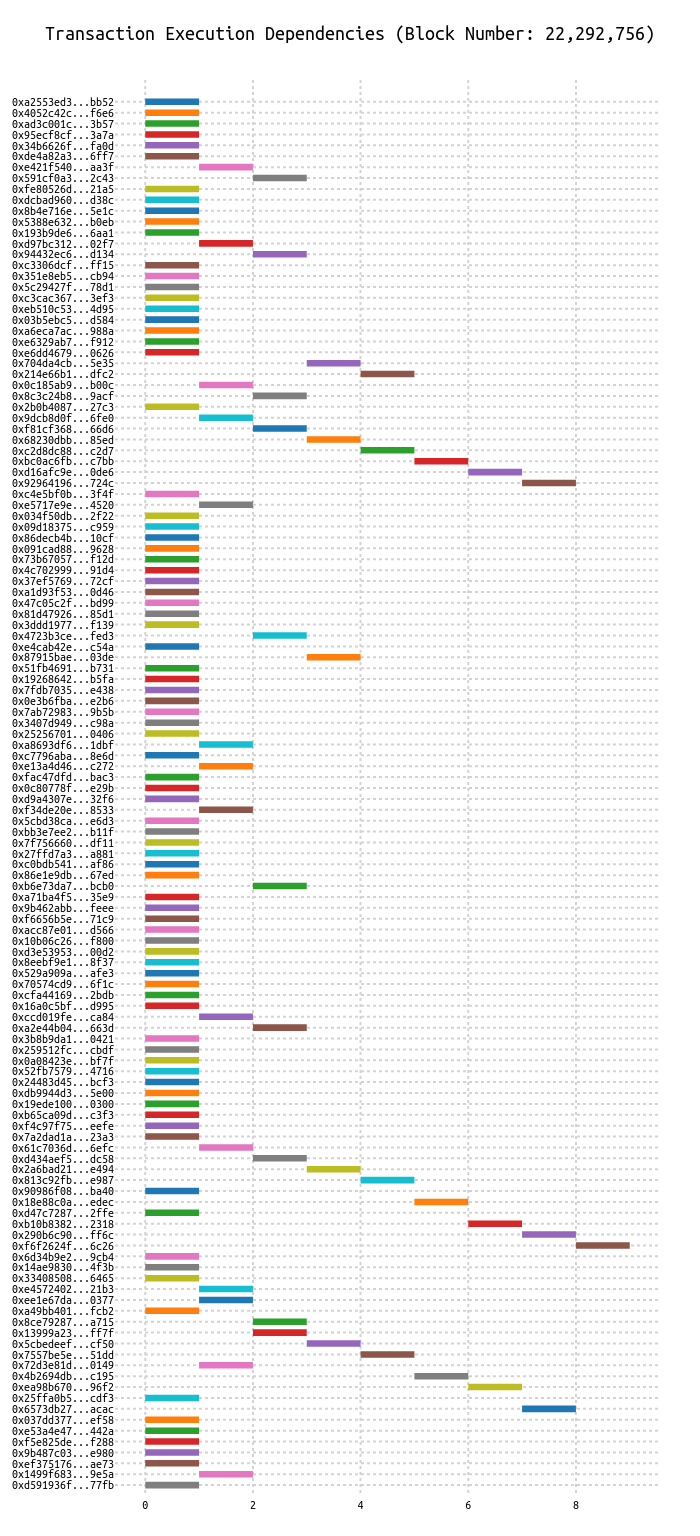 Transaction Execution Dependencies (Block Number: 22,292,756)
0xa2553ed3...bb52
0x4052c42c...f6e6
0xad3c001c...3b57
0x95ecf8cf...3a7a
0x34b6626f...fa0d
0xde4a82a3...6ff7
0xe421f540...aa3f
0x591cf0a3...2c43
0xfe80526d...21a5
0xdcbad960...d38c
0x8b4e716e...5e1c
0x5388e632...b0eb
0x193b9de6...6aa1
0xd97bc312...02f7
0x94432ec6...d134
0xc3306dcf...ff15
0x351e8eb5...cb94
0x5c29427f...78d1
0xc3cac367...3ef3
0xeb510c53...4d95
0x03b5ebc5...d584
0xa6eca7ac...988a
0xe6329ab7...f912
0xe6dd4679...0626
0x704da4cb...5e35
0x214e66b1...dfc2
0x0c185ab9...b00c
0x8c3c24b8...9acf
0x2b0b4087...27c3
0x9dcb8d0f...6fe0
0xf81cf368...66d6
0x68230dbb...85ed
0xc2d8dc88...c2d7
0xbc0ac6fb...c7bb
0xd16afc9e...0de6
0x92964196...724c
0xc4e5bf0b...3f4f
0xe5717e9e...4520
0x034f50db...2f22
0x09d18375...c959
0x86decb4b...10cf
0x091cad88...9628
0x73b67057...f12d
0x4c702999...91d4
0x37ef5769...72cf
0xa1d93f53...0d46
0x47c05c2f...bd99
0x81d47926...85d1
0x3ddd1977...f139
0x4723b3ce...fed3
0xe4cab42e...c54a
0x87915bae...03de
0x51fb4691...b731
0x19268642...b5fa
0x7fdb7035...e438
0x0e3b6fba...e2b6
0x7ab72983...9b5b
0x3407d949...c98a
0x25256701...0406
0xa8693df6...1dbf
0xc7796aba...8e6d
0xe13a4d46...c272
0xfac47dfd...bac3
0x0c80778f...e29b
0xd9a4307e...32f6
0xf34de20e...8533
0x5cbd38ca...e6d3
0xbb3e7ee2...b11f
0x7f756660...df11
0x27ffd7a3...a881
0xc0bdb541...af86
0x86e1e9db...67ed
0xb6e73da7...bcb0
0xa71ba4f5...35e9
0x9b462abb...feee
0xf6656b5e...71c9
0xacc87e01...d566
0x10b06c26...f800
0xd3e53953...00d2
0x8eebf9e1...8f37
0x529a909a...afe3
0x70574cd9...6f1c
0xcfa44169...2bdb
0x16a0c5bf...d995
0xccd019fe...ca84
0xa2e44b04...663d
0x3b8b9da1...0421
0x259512fc...cbdf
0x0a08423e...bf7f
0x52fb7579...4716
0x24483d45...bcf3
0xdb9944d3...5e00
0x19ede100...0300
0xb65ca09d...c3f3
0xf4c97f75...eefe
0x7a2dad1a...23a3
0x61c7036d...6efc
0xd434aef5...dc58
0x2a6bad21...e494
0x813c92fb...e987
0x90986f08...ba40
0x18e88c0a...edec
0xd47c7287...2ffe
0xb10b8382...2318
0x290b6c90...ff6c
0xf6f2624f...6c26
0x6d34b9e2...9cb4
0x14ae9830...4f3b
0x33408508...6465
0xe4572402...21b3
0xee1e67da...0377
0xa49bb401...fcb2
0x8ce79287...a715
0x13999a23...ff7f
0x5cbedeef...cf50
0x7557be5e...51dd
0x72d3e81d...0149
0x4b2694db...c195
0xea98b670...96f2
0x25ffa0b5...cdf3
0x6573db27...acac
0x037dd377...ef58
0xe53a4e47...442a
0xf5e825de...f288
0x9b487c03...e980
0xef375176...ae73
0x1499f683...9e5a
0xd591936f...77fb
0 2 4 6 8